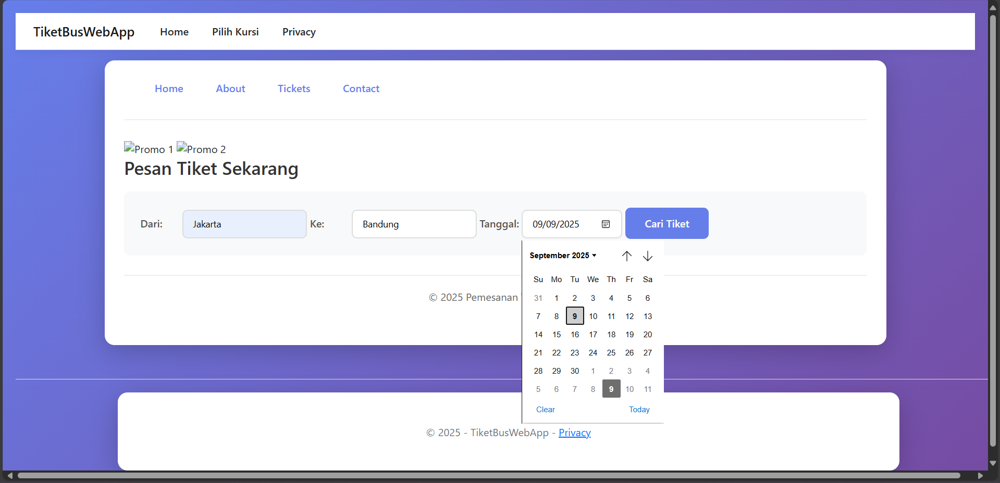 TiketBusWebApp Home Pilih Kursi Privacy
Home About Tickets Contact
Promo 1 Promo 2
Pesan Tiket Sekarang
Dari: Jakarta Ke: Bandung Tanggal: 09/09/2025 Cari Tiket
September 2025
Su Mo Tu We Th Fr Sa
31 1 2 3 4 5 6
7 8 9 10 11 12 13
14 15 16 17 18 19 20
21 22 23 24 25 26 27
28 29 30 1 2 3 4
5 6 7 8 9 10 11
Clear Today
© 2025 Pemesanan
© 2025 - TiketBusWebApp - Privacy